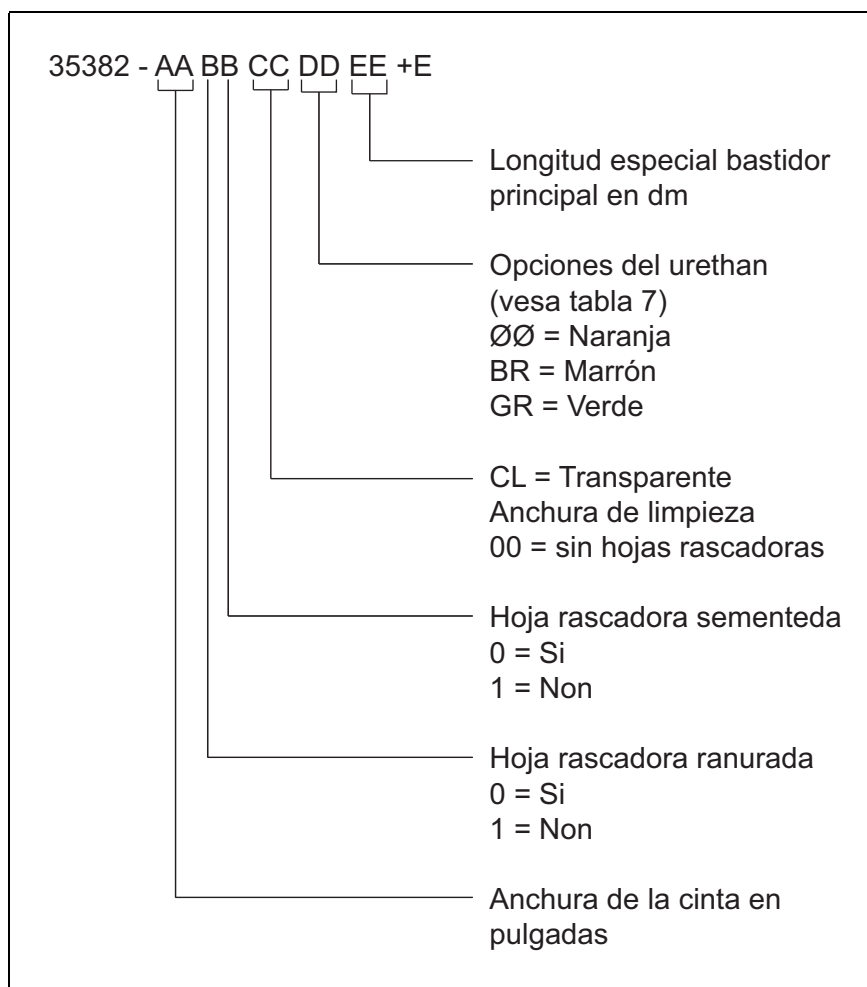 35382 - AA BB CC DD EE +E
Longitud especial bastidor
principal en dm
Opciones del urethan
(vesa tabla 7)
ØØ = Naranja
BR = Marrón
GR = Verde
CL = Transparente
Anchura de limpieza
00 = sin hojas rascadoras
Hoja rascadora sementeda
0 = Si
1 = Non
Hoja rascadora ranurada
0 = Si
1 = Non
Anchura de la cinta en
pulgadas